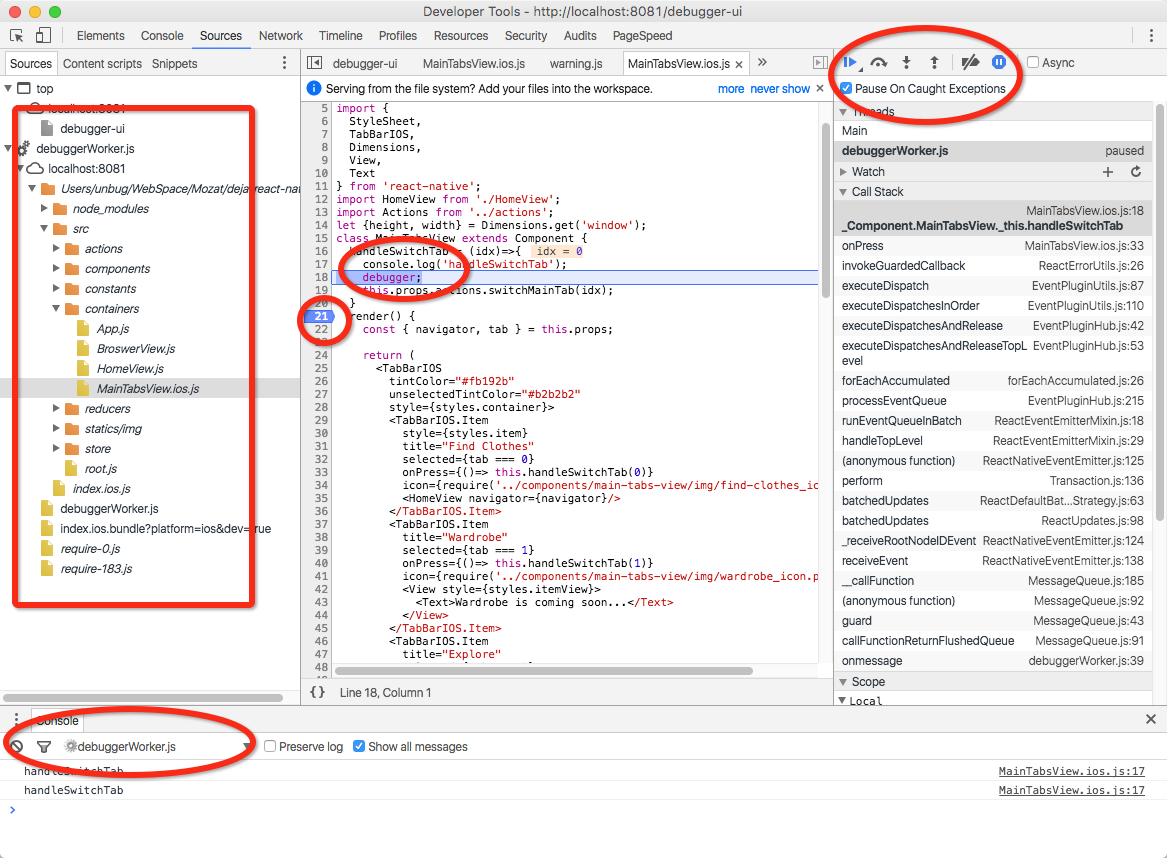 Developer Tools - http://localhost:8081/debugger-ui
Elements Console Sources Network Timeline Profiles Resources Security Audits PageSpeed
Sources Content scripts Snippets
debugger-ui MainTabsView.ios.js warning.js MainTabsView.ios.js × »
Async
Pause On Caught Exceptions
Serving from the file system? Add your files into the workspace. more never show ×
top
localhost:8081
debugger-ui
debuggerWorker.js
localhost:8081
Users/unbug/WebSpace/Mozat/deja/react-nat
node_modules
src
actions
components
constants
containers
App.js
BroswerView.js
HomeView.js
MainTabsView.ios.js
reducers
statics/img
store
root.js
index.ios.js
debuggerWorker.js
index.ios.bundle?platform=ios&dev=true
require-0.js
require-183.js
5 import {
6 StyleSheet,
7 TabBarIOS,
8 Dimensions,
9 View,
10 Text
11 } from 'react-native';
12 import HomeView from './HomeView';
13 import Actions from '../actions';
14 let {height, width} = Dimensions.get('window');
15 class MainTabsView extends Component {
16 handleSwitchTab = (idx)=>{ idx = 0
17 console.log('handleSwitchTab');
18 debugger;
19 this.props.actions.switchMainTab(idx);
20 }
21 render() {
22 const { navigator, tab } = this.props;
24 return (
25 <TabBarIOS
26 tintColor="#fb192b"
27 unselectedTintColor="#b2b2b2"
28 style={styles.container}>
29 <TabBarIOS.Item
30 style={styles.item}
31 title="Find Clothes"
32 selected={tab === 0}
33 onPress={()=> this.handleSwitchTab(0)}
34 icon={require('../components/main-tabs-view/img/find-clothes_ic
35 <HomeView navigator={navigator}/>
36 </TabBarIOS.Item>
37 <TabBarIOS.Item
38 title="Wardrobe"
39 selected={tab === 1}
40 onPress={()=> this.handleSwitchTab(1)}
41 icon={require('../components/main-tabs-view/img/wardrobe_icon.p
42 <View style={styles.itemView}>
43 <Text>Wardrobe is coming soon...</Text>
44 </View>
45 </TabBarIOS.Item>
46 <TabBarIOS.Item
47 title="Explore"
48
{} Line 18, Column 1
Threads
Main
debuggerWorker.js paused
Watch
Call Stack
MainTabsView.ios.js:18
_Component.MainTabsView._this.handleSwitchTab
onPress MainTabsView.ios.js:33
invokeGuardedCallback ReactErrorUtils.js:26
executeDispatch EventPluginUtils.js:87
executeDispatchesInOrder EventPluginUtils.js:110
executeDispatchesAndRelease EventPluginHub.js:42
executeDispatchesAndReleaseTopL EventPluginHub.js:53
evel
forEachAccumulated forEachAccumulated.js:26
processEventQueue EventPluginHub.js:215
runEventQueueInBatch ReactEventEmitterMixin.js:18
handleTopLevel ReactEventEmitterMixin.js:29
(anonymous function) ReactNativeEventEmitter.js:125
perform Transaction.js:136
batchedUpdates ReactDefaultBat...Strategy.js:63
batchedUpdates ReactUpdates.js:98
_receiveRootNodeIDEvent ReactNativeEventEmitter.js:124
receiveEvent ReactNativeEventEmitter.js:138
__callFunction MessageQueue.js:185
(anonymous function) MessageQueue.js:92
guard MessageQueue.js:43
callFunctionReturnFlushedQueue MessageQueue.js:91
onmessage debuggerWorker.js:39
Scope
Local
Console
debuggerWorker.js Preserve log Show all messages
handleSwitchTab MainTabsView.ios.js:17
handleSwitchTab MainTabsView.ios.js:17